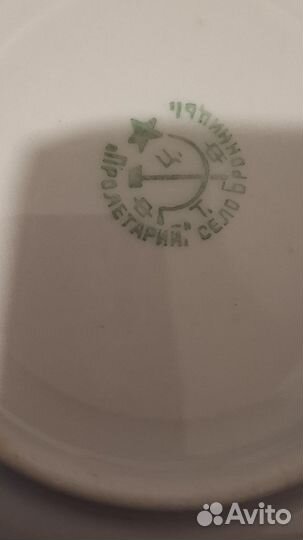 "ПРОЛЕТАРИЙ." СЕЛО БРОННИЦЫ
Ц
Ф Ф
Г Т.
Avito